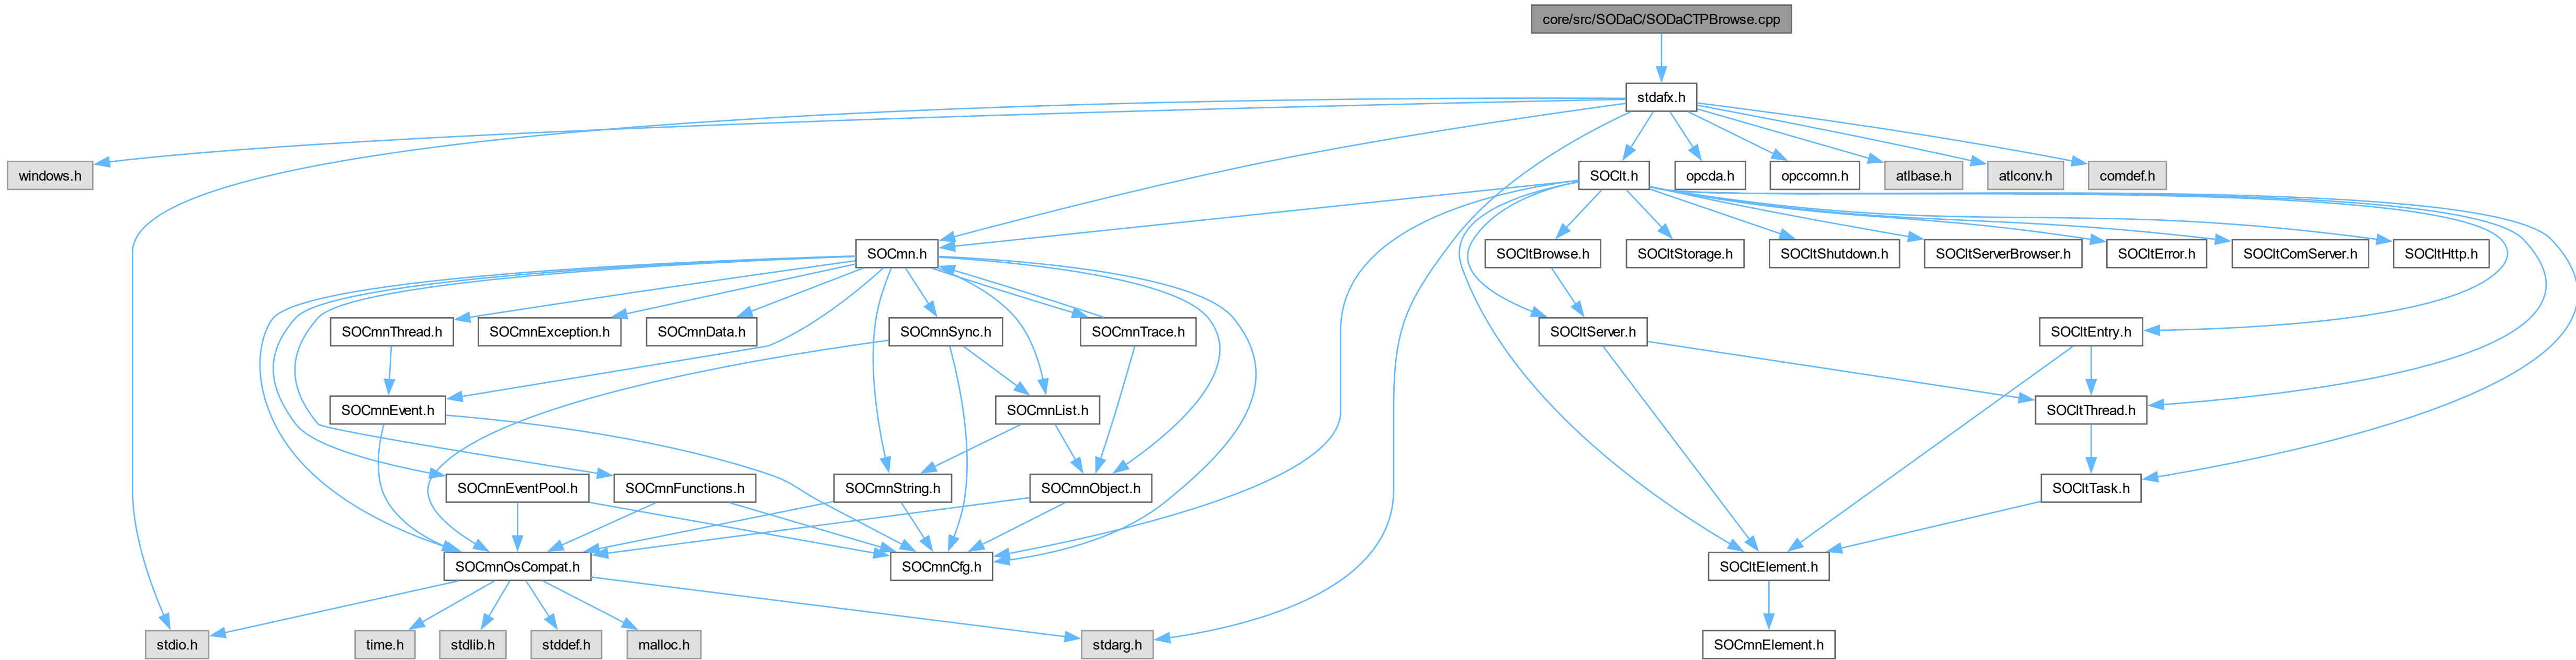 core/src/SODaC/SODaCTPBrowse.cpp
stdafx.h
windows.h
SOClt.h
opcda.h
opccomn.h
atlbase.h
atlconv.h
comdef.h
SOCmn.h
SOCltBrowse.h
SOCltStorage.h
SOCltShutdown.h
SOCltServerBrowser.h
SOCltError.h
SOCltComServer.h
SOCltHttp.h
SOCmnThread.h
SOCmnException.h
SOCmnData.h
SOCmnSync.h
SOCmnTrace.h
SOCltServer.h
SOCltEntry.h
SOCmnEvent.h
SOCmnList.h
SOCltThread.h
SOCmnEventPool.h
SOCmnFunctions.h
SOCmnString.h
SOCmnObject.h
SOCltTask.h
SOCmnOsCompat.h
SOCmnCfg.h
SOCltElement.h
stdio.h
time.h
stdlib.h
stddef.h
malloc.h
stdarg.h
SOCmnElement.h